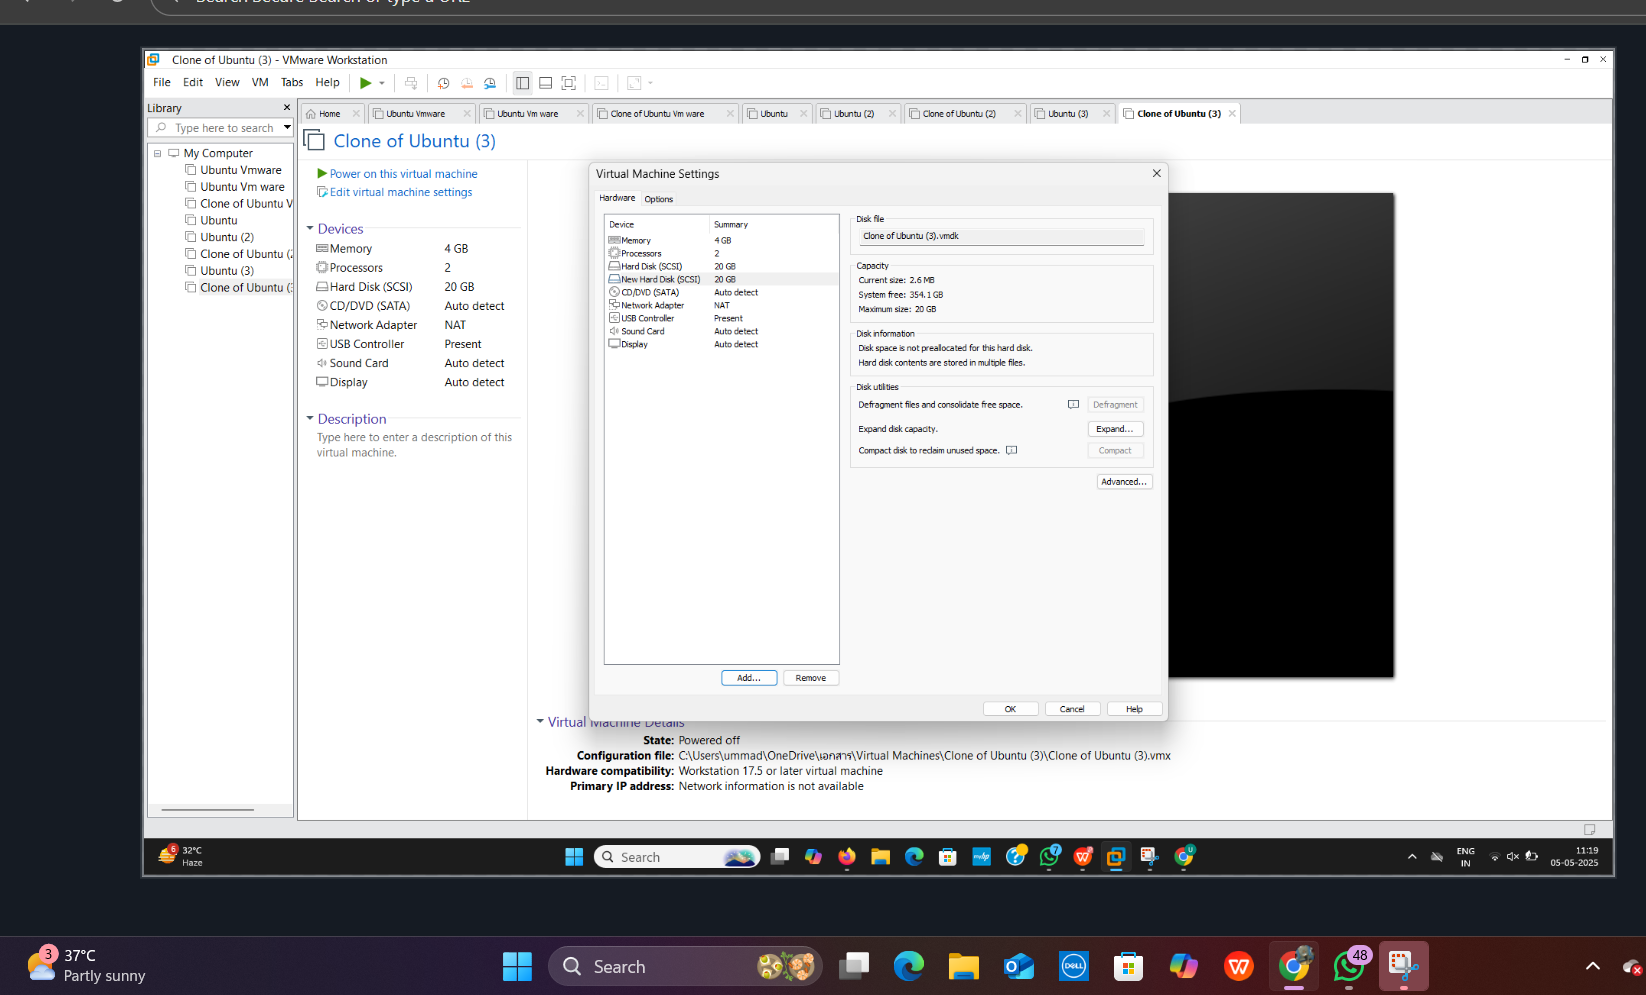 Clone of Ubuntu (3) - VMware Workstation
File Edit View VM Tabs Help
Library
Type here to search
My Computer
Ubuntu Vmware
Ubuntu Vm ware
Clone of Ubuntu V
Ubuntu
Ubuntu (2)
Clone of Ubuntu (2
Ubuntu (3)
Clone of Ubuntu (3
Home Ubuntu Vmware Ubuntu Vm ware Clone of Ubuntu Vm ware Ubuntu Ubuntu (2) Clone of Ubuntu (2) Ubuntu (3) Clone of Ubuntu (3)
Clone of Ubuntu (3)
Power on this virtual machine
Edit virtual machine settings
Devices
Memory 4 GB
Processors 2
Hard Disk (SCSI) 20 GB
CD/DVD (SATA) Auto detect
Network Adapter NAT
USB Controller Present
Sound Card Auto detect
Display Auto detect
Description
Type here to enter a description of this
virtual machine.
Virtual Machine Settings
Hardware Options
Device Summary
Memory 4 GB
Processors 2
Hard Disk (SCSI) 20 GB
New Hard Disk (SCSI) 20 GB
CD/DVD (SATA) Auto detect
Network Adapter NAT
USB Controller Present
Sound Card Auto detect
Display Auto detect
Add... Remove
Disk file
Clone of Ubuntu (3).vmdk
Capacity
Current size: 2.6 MB
System free: 354.1 GB
Maximum size: 20 GB
Disk information
Disk space is not preallocated for this hard disk.
Hard disk contents are stored in multiple files.
Disk utilities
Defragment files and consolidate free space. Defragment
Expand disk capacity. Expand...
Compact disk to reclaim unused space. Compact
Advanced...
OK Cancel Help
Virtual Machine Details
State: Powered off
Configuration file: C:\Users\ummad\OneDrive\เอกสาร\Virtual Machines\Clone of Ubuntu (3)\Clone of Ubuntu (3).vmx
Hardware compatibility: Workstation 17.5 or later virtual machine
Primary IP address: Network information is not available
6 32°C
Haze
Search
7
U
ENG
IN
11:19
05-05-2025
3 37°C
Partly sunny
Search
DELL
48